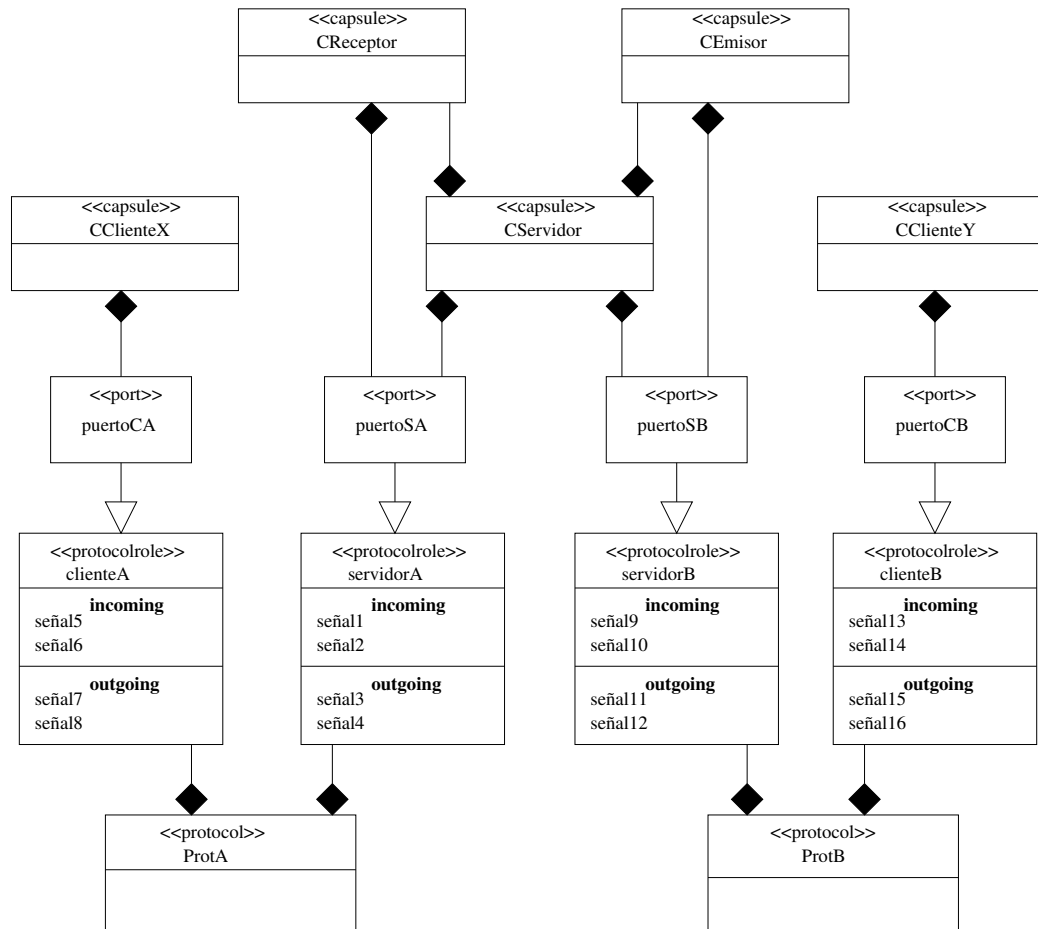 <<capsule>>
CReceptor
<<capsule>>
CEmisor
<<capsule>>
CClienteX
<<capsule>>
CServidor
<<capsule>>
CClienteY
<<port>>
puertoCA
<<port>>
puertoSA
<<port>>
puertoSB
<<port>>
puertoCB
<<protocolrole>>
clienteA
incoming
señal5
señal6
outgoing
señal7
señal8
<<protocolrole>>
servidorA
incoming
señal1
señal2
outgoing
señal3
señal4
<<protocolrole>>
servidorB
incoming
señal9
señal10
outgoing
señal11
señal12
<<protocolrole>>
clienteB
incoming
señal13
señal14
outgoing
señal15
señal16
<<protocol>>
ProtA
<<protocol>>
ProtB